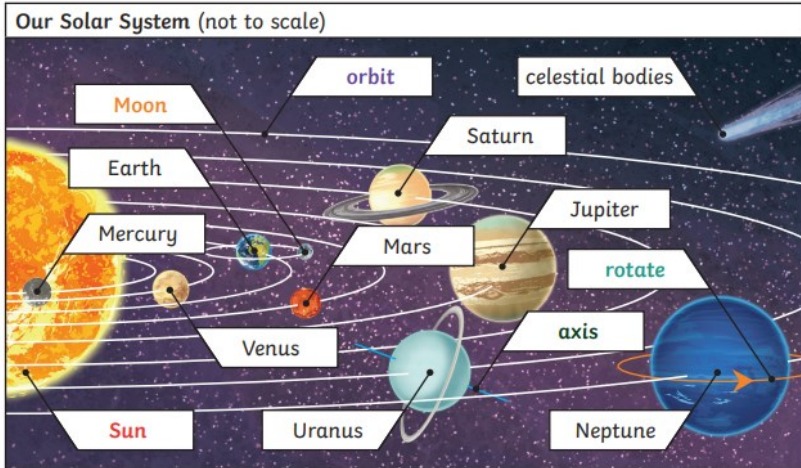 Our Solar System (not to scale)
orbit
celestial bodies
Moon
Saturn
Earth
Jupiter
Mercury
Mars
rotate
Venus
axis
Sun
Uranus
Neptune